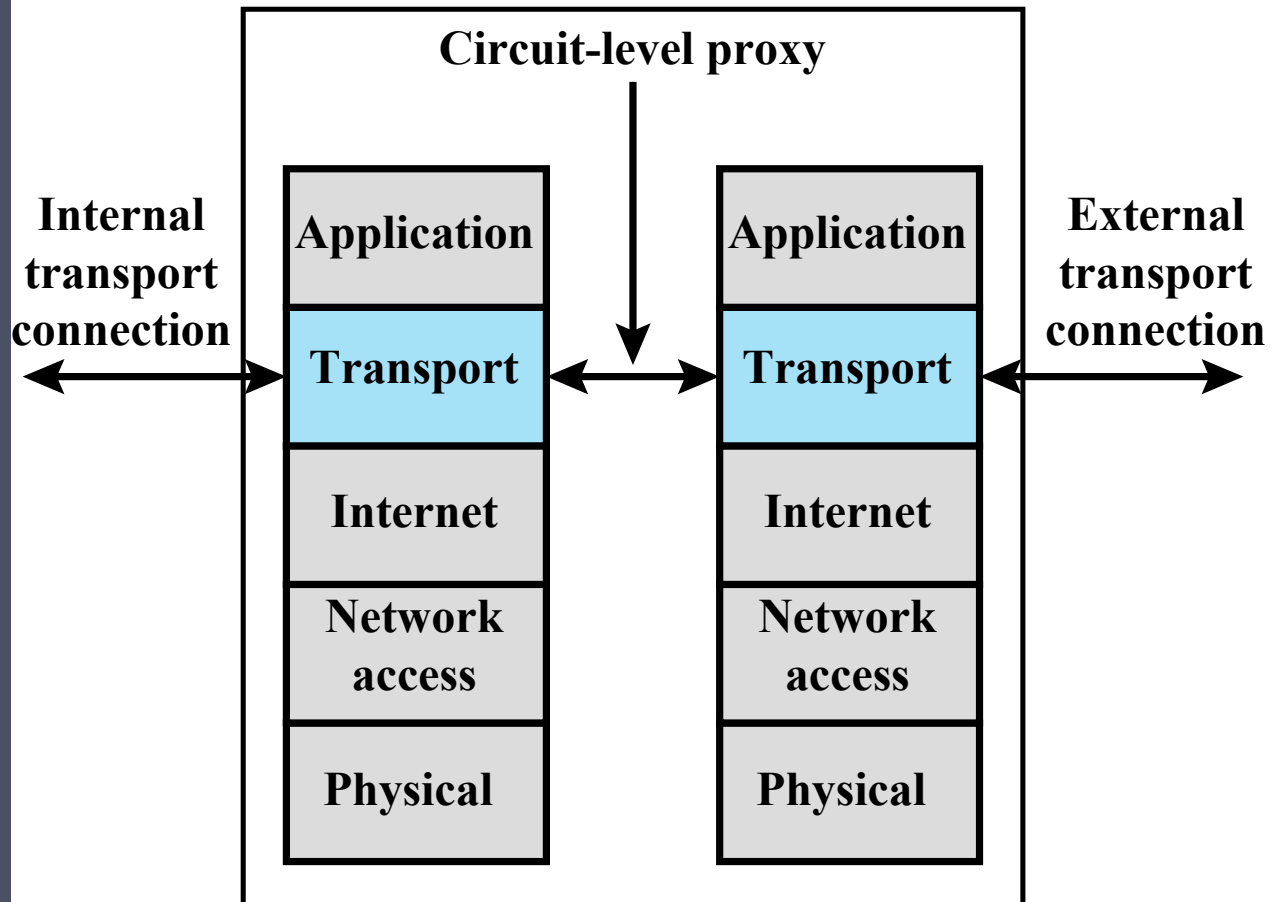 Circuit-level proxy
Internal
transport
connection
Application
Transport
Internet
Network
access
Physical
Application
Transport
Internet
Network
access
Physical
External
transport
connection